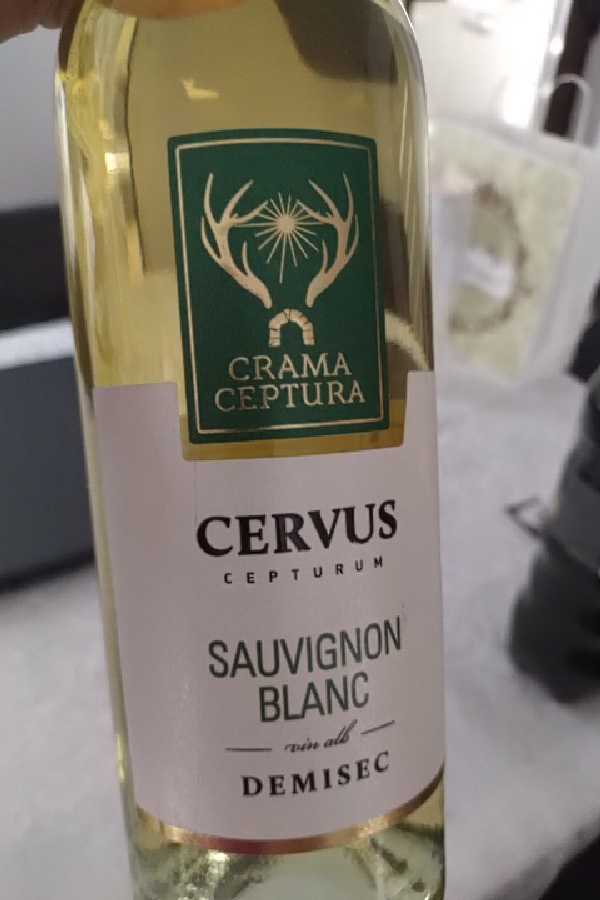 CRAMA
CEPTURA
CERVUS
CEPTURUM
SAUVIGNON
BLANC
vin alb
DEMISEC